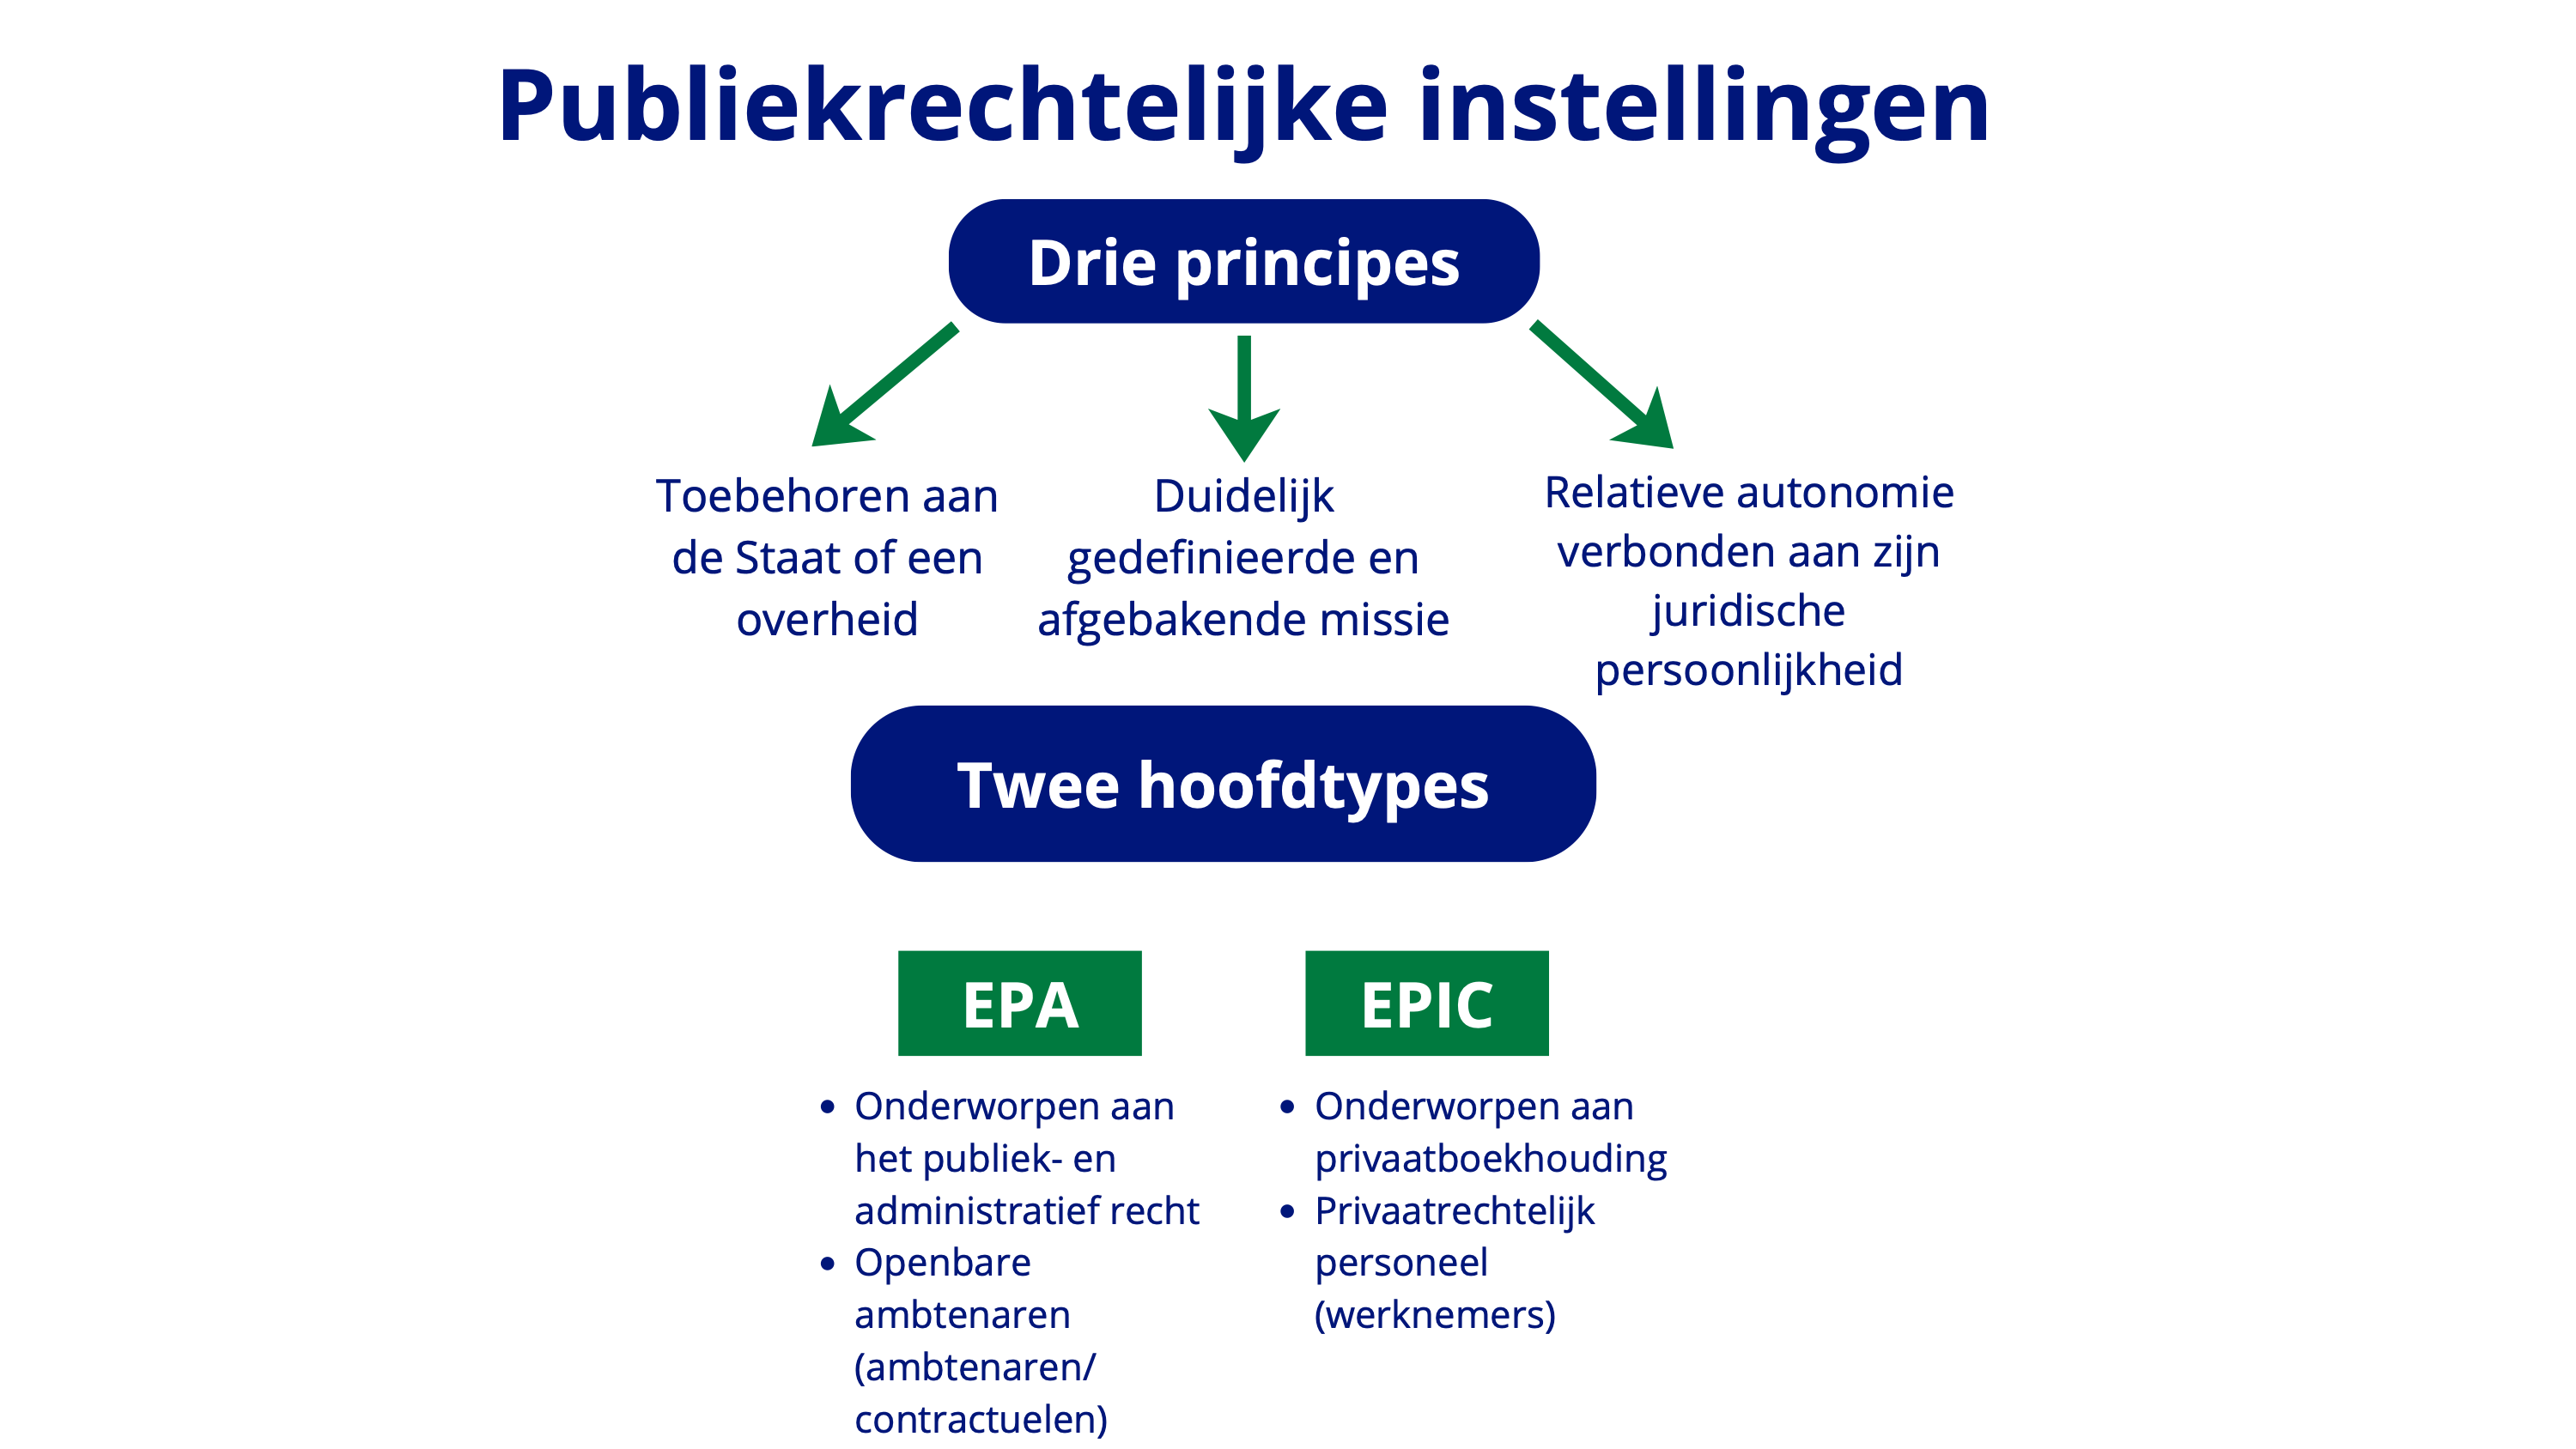 Publiekrechtelijke instellingen
Drie principes
Toebehoren aan
de Staat of een
overheid
Duidelijk
gedefinieerde en
afgebakende missie
Relatieve autonomie
verbonden aan zijn
juridische
persoonlijkheid
Twee hoofdtypes
EPA
• Onderworpen aan
het publiek- en
administratief recht
• Openbare
ambtenaren
(ambtenaren/
contractuelen)
EPIC
• Onderworpen aan
privaatboekhouding
• Privaatrechtelijk
personeel
(werknemers)